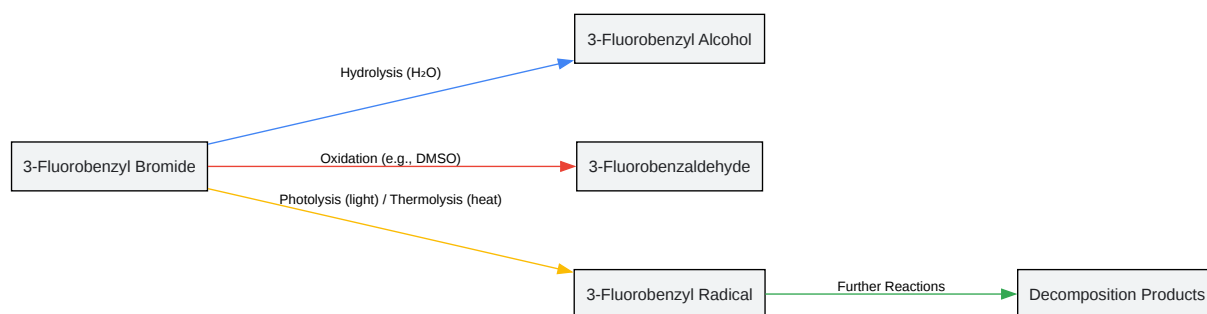 3-Fluorobenzyl Alcohol
Hydrolysis (H₂O)
3-Fluorobenzyl Bromide
Oxidation (e.g., DMSO)
3-Fluorobenzaldehyde
Photolysis (light) / Thermolysis (heat)
3-Fluorobenzyl Radical
Further Reactions
Decomposition Products